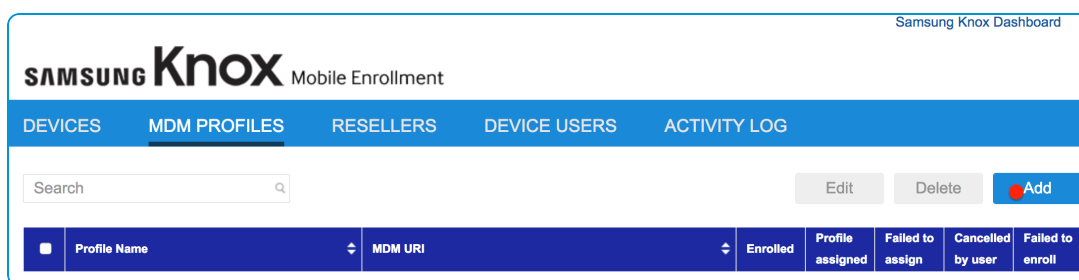 Samsung Knox Dashboard
SAMSUNG Knox Mobile Enrollment
DEVICES MDM PROFILES RESELLERS DEVICE USERS ACTIVITY LOG
Search Edit Delete Add
Profile Name MDM URI Enrolled Profile assigned Failed to assign Cancelled by user Failed to enroll